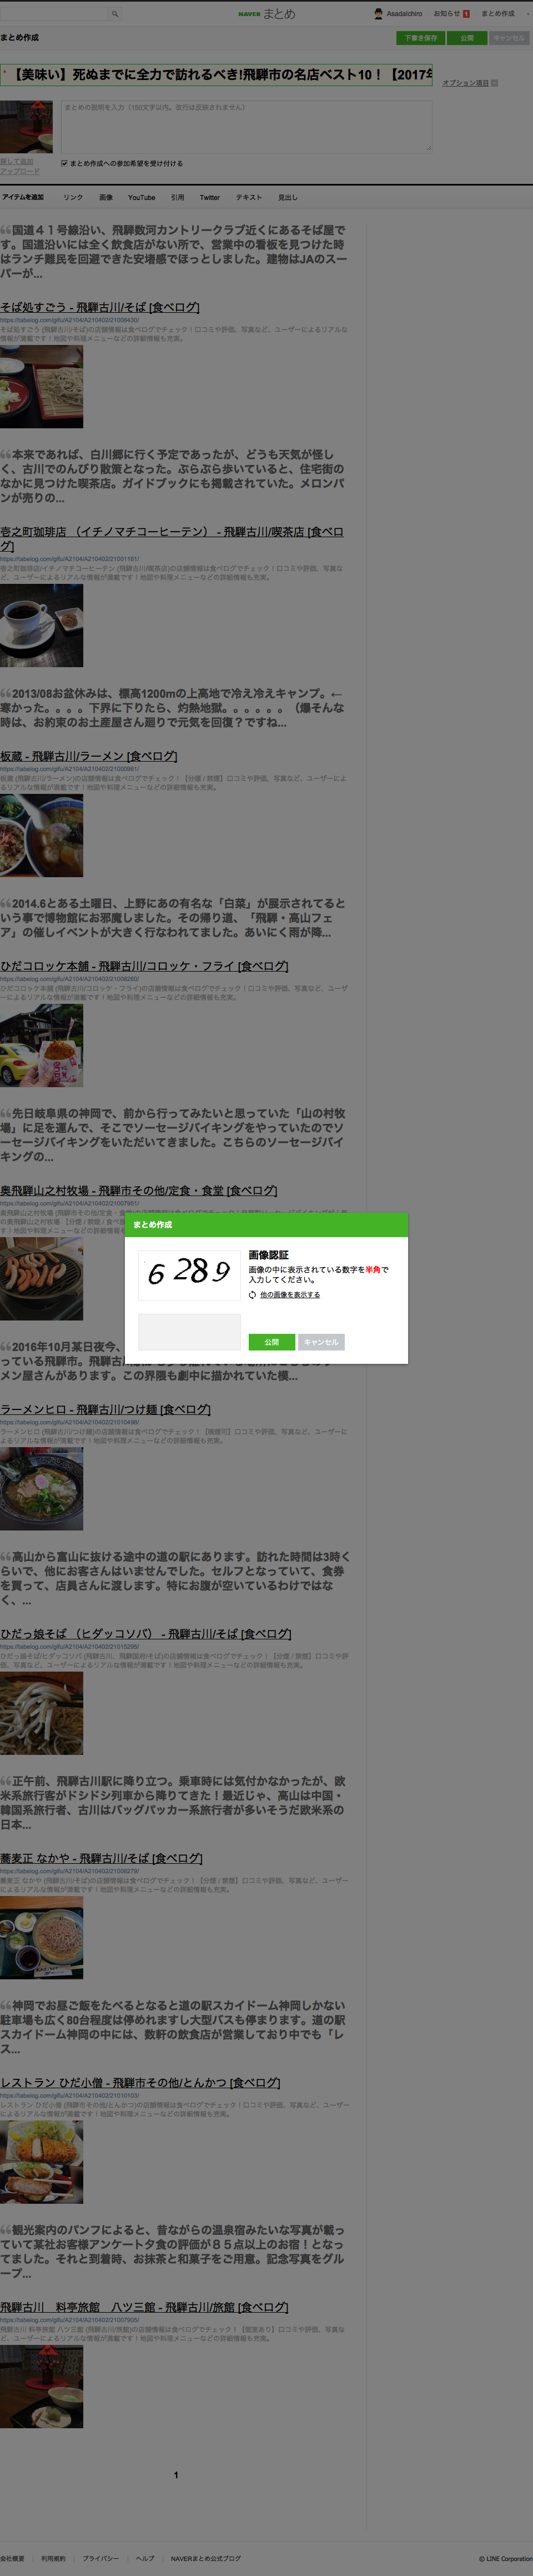 NAVER まとめ
AsadaIchiro
お知らせ 1
まとめ作成
まとめ作成
下書き保存
公開
キャンセル
* 【美味い】死ぬまでに全力で訪れるべき!飛騨市の名店ベスト10！【2017年
オプション項目
まとめの説明を入力（150文字以内。改行は反映されません）
探して追加
アップロード
まとめ作成への参加希望を受け付ける
アイテムを追加
リンク
画像
YouTube
引用
Twitter
テキスト
見出し
国道４１号線沿い、飛騨数河カントリークラブ近くにあるそば屋で
す。国道沿いには全く飲食店がない所で、営業中の看板を見つけた時
はランチ難民を回避できた安堵感でほっとしました。建物はJAのスー
パーが...
そば処すごう - 飛騨古川/そば [食べログ]
https://tabelog.com/gifu/A2104/A210402/21008430/
そば処すごう (飛騨古川/そば)の店舗情報は食べログでチェック！口コミや評価、写真など、ユーザーによるリアルな
情報が満載です！地図や料理メニューなどの詳細情報も充実。
本来であれば、白川郷に行く予定であったが、どうも天気が怪し
く、古川でのんびり散策となった。ぶらぶら歩いていると、住宅街の
なかに見つけた喫茶店。ガイドブックにも掲載されていた。メロンパ
ンが売りの...
壱之町珈琲店 （イチノマチコーヒーテン） - 飛騨古川/喫茶店 [食べロ
グ]
https://tabelog.com/gifu/A2104/A210402/21001161/
壱之町珈琲店/イチノマチコーヒーテン (飛騨古川/喫茶店)の店舗情報は食べログでチェック！口コミや評価、写真な
ど、ユーザーによるリアルな情報が満載です！地図や料理メニューなどの詳細情報も充実。
2013/08お盆休みは、標高1200mの上高地で冷え冷えキャンプ。←
寒かった。。。。下界に下りたら、灼熱地獄。。。。。。（爆そんな
時は、お約束のお土産屋さん廻りで元気を回復？ですね...
板蔵 - 飛騨古川/ラーメン [食べログ]
https://tabelog.com/gifu/A2104/A210402/21000961/
板蔵 (飛騨古川/ラーメン)の店舗情報は食べログでチェック！【分煙 / 禁煙】口コミや評価、写真など、ユーザーによ
るリアルな情報が満載です！地図や料理メニューなどの詳細情報も充実。
2014.6とある土曜日、上野にあの有名な「白菜」が展示されてると
いう事で博物館にお邪魔しました。その帰り道、「飛騨・高山フェ
ア」の催しイベントが大きく行なわれてました。あいにく雨が降...
ひだコロッケ本舗 - 飛騨古川/コロッケ・フライ [食べログ]
https://tabelog.com/gifu/A2104/A210402/21008280/
ひだコロッケ本舗 (飛騨古川/コロッケ・フライ)の店舗情報は食べログでチェック！口コミや評価、写真など、ユーザ
ーによるリアルな情報が満載です！地図や料理メニューなどの詳細情報も充実。
先日岐阜県の神岡で、前から行ってみたいと思っていた「山の村牧
場」に足を運んで、そこでソーセージバイキングをやっていたのでソ
ーセージバイキングをいただいてきました。こちらのソーセージバイ
キングの...
奥飛騨山之村牧場 - 飛騨市その他/定食・食堂 [食べログ]
https://tabelog.com/gifu/A2104/A210402/21007951/
まとめ作成
6 289
画像認証
画像の中に表示されている数字を半角で
入力してください。
他の画像を表示する
公開
キャンセル
2016年10月某日夜今、
っている飛騨市。飛騨古
メン屋さんがあります。この界隈も劇中に描かれていた模...
ラーメンヒロ - 飛騨古川/つけ麺 [食べログ]
https://tabelog.com/gifu/A2104/A210402/21010498/
ラーメンヒロ (飛騨古川/つけ麺)の店舗情報は食べログでチェック！【喫煙可】口コミや評価、写真など、ユーザーに
よるリアルな情報が満載です！地図や料理メニューなどの詳細情報も充実。
高山から富山に抜ける途中の道の駅にあります。訪れた時間は3時く
らいで、他にお客さんはいませんでした。セルフとなっていて、食券
を買って、店員さんに渡します。特にお腹が空いているわけではな
く、...
ひだっ娘そば （ヒダッコソバ） - 飛騨古川/そば [食べログ]
https://tabelog.com/gifu/A2104/A210402/21015295/
ひだっ娘そば/ヒダッコソバ (飛騨古川、飛騨国府/そば)の店舗情報は食べログでチェック！【分煙 / 禁煙】口コミや評
価、写真など、ユーザーによるリアルな情報が満載です！地図や料理メニューなどの詳細情報も充実。
正午前、飛騨古川駅に降り立つ。乗車時には気付かなかったが、欧
米系旅行客がドシドシ列車から降りてきた！最近じゃ、高山は中国・
韓国系旅行者、古川はバッグパッカー系旅行者が多いそうだ欧米系の
日本...
蕎麦正 なかや - 飛騨古川/そば [食べログ]
https://tabelog.com/gifu/A2104/A210402/21008279/
蕎麦正 なかや (飛騨古川/そば)の店舗情報は食べログでチェック！【分煙 / 禁煙】口コミや評価、写真など、ユーザー
によるリアルな情報が満載です！地図や料理メニューなどの詳細情報も充実。
神岡でお昼ご飯をたべるとなると道の駅スカイドーム神岡しかない
駐車場も広く80台程度は停めれますし大型バスも停まります。道の駅
スカイドーム神岡の中には、数軒の飲食店が営業しており中でも「レ
ス...
レストラン ひだ小僧 - 飛騨市その他/とんかつ [食べログ]
https://tabelog.com/gifu/A2104/A210402/21010103/
レストラン ひだ小僧 (飛騨市その他/とんかつ)の店舗情報は食べログでチェック！口コミや評価、写真など、ユーザー
によるリアルな情報が満載です！地図や料理メニューなどの詳細情報も充実。
観光案内のパンフによると、昔ながらの温泉宿みたいな写真が載っ
ていて某社お客様アンケート夕食の評価が８５点以上のお宿！となっ
てました。それと到着時、お抹茶と和菓子をご用意。記念写真をグル
ープ...
飛騨古川　料亭旅館　八ツ三館 - 飛騨古川/旅館 [食べログ]
https://tabelog.com/gifu/A2104/A210402/21007905/
飛騨古川 料亭旅館 八ツ三館 (飛騨古川/旅館)の店舗情報は食べログでチェック！【個室あり】口コミや評価、写真な
ど、ユーザーによるリアルな情報が満載です！地図や料理メニューなどの詳細情報も充実。
1
会社概要
利用規約
プライバシー
ヘルプ
NAVERまとめ公式ブログ
© LINE Corporation